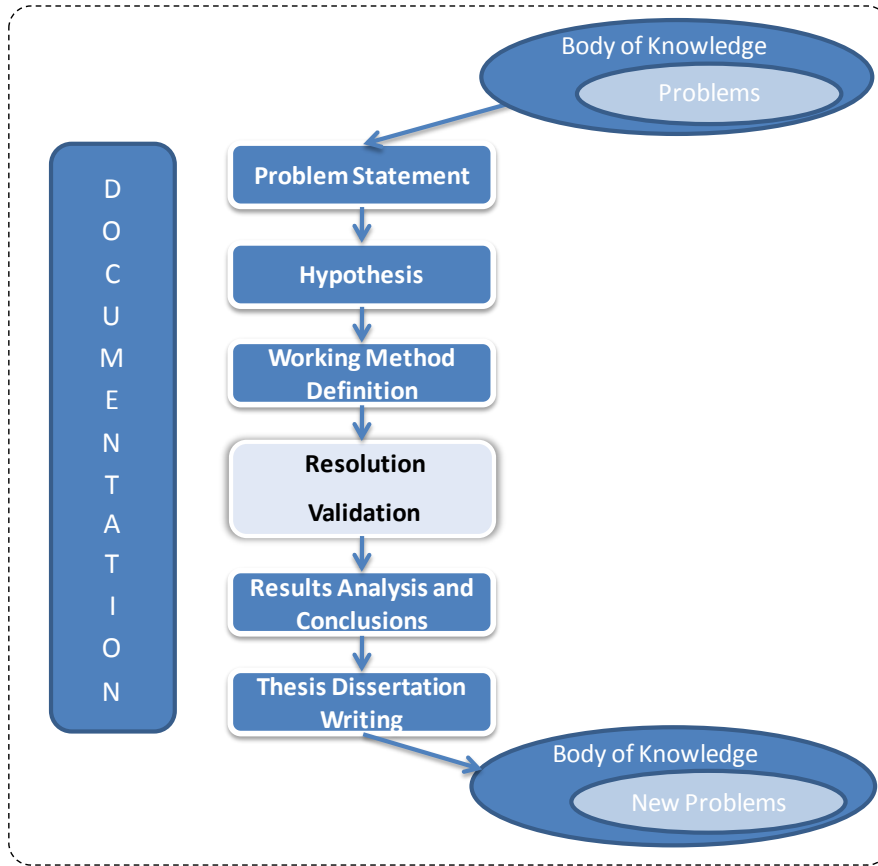 Body of Knowledge
Problems
D
O
C
U
M
E
N
T
A
T
I
O
N
Problem Statement
Hypothesis
Working Method
Definition
Resolution
Validation
Results Analysis and
Conclusions
Thesis Dissertation
Writing
Body of Knowledge
New Problems